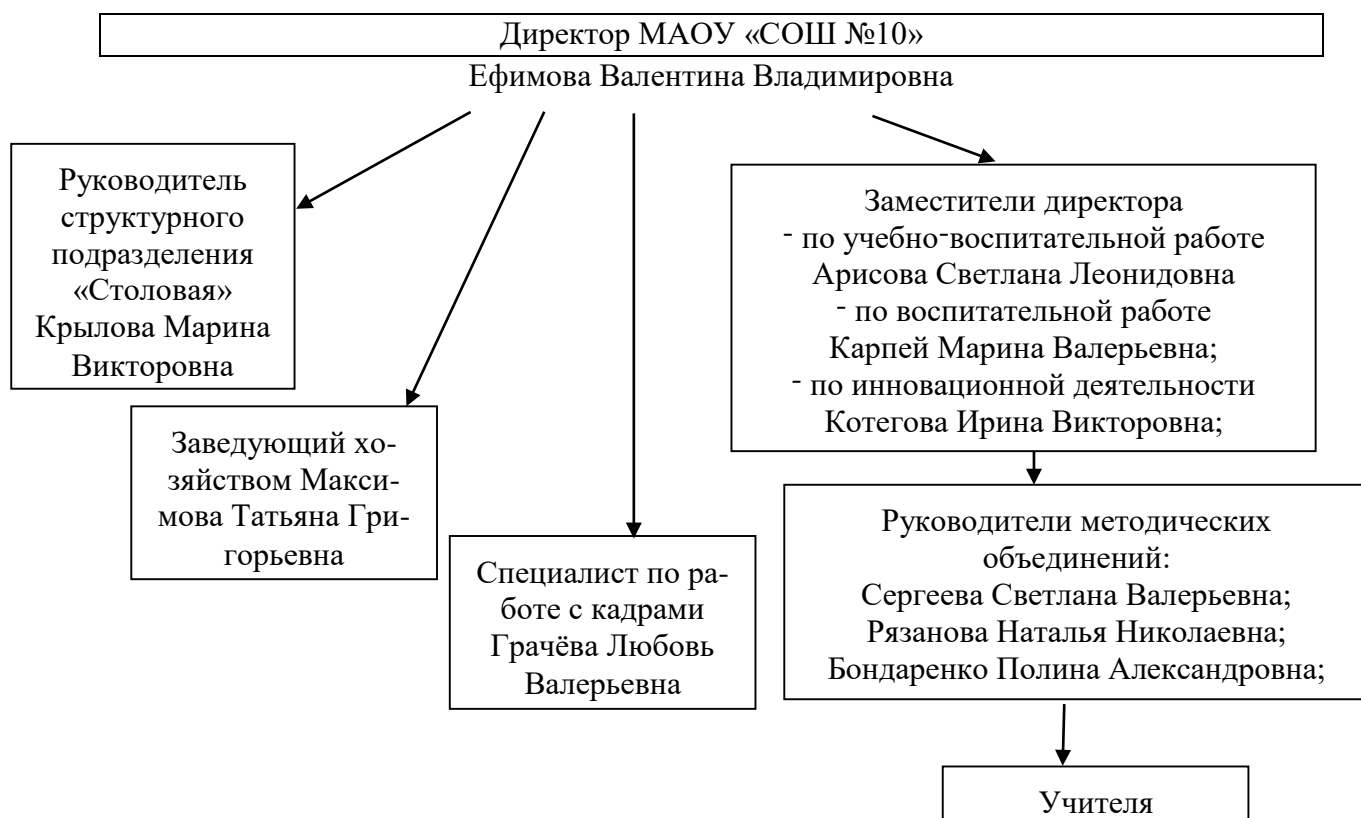 Директор МАОУ «СОШ №10»
Ефимова Валентина Владимировна
Руководитель
структурного
подразделения
«Столовая»
Крылова Марина
Викторовна
Заведующий хо-
зяйством Макси-
мова Татьяна Гри-
горьевна
Специалист по ра-
боте с кадрами
Грачёва Любовь
Валерьевна
Заместители директора
- по учебно-воспитательной работе
Арисова Светлана Леонидовна
- по воспитательной работе
Карпей Марина Валерьевна;
- по инновационной деятельности
Котегова Ирина Викторовна;
Руководители методических
объединений:
Сергеева Светлана Валерьевна;
Рязанова Наталья Николаевна;
Бондаренко Полина Александровна;
Учителя